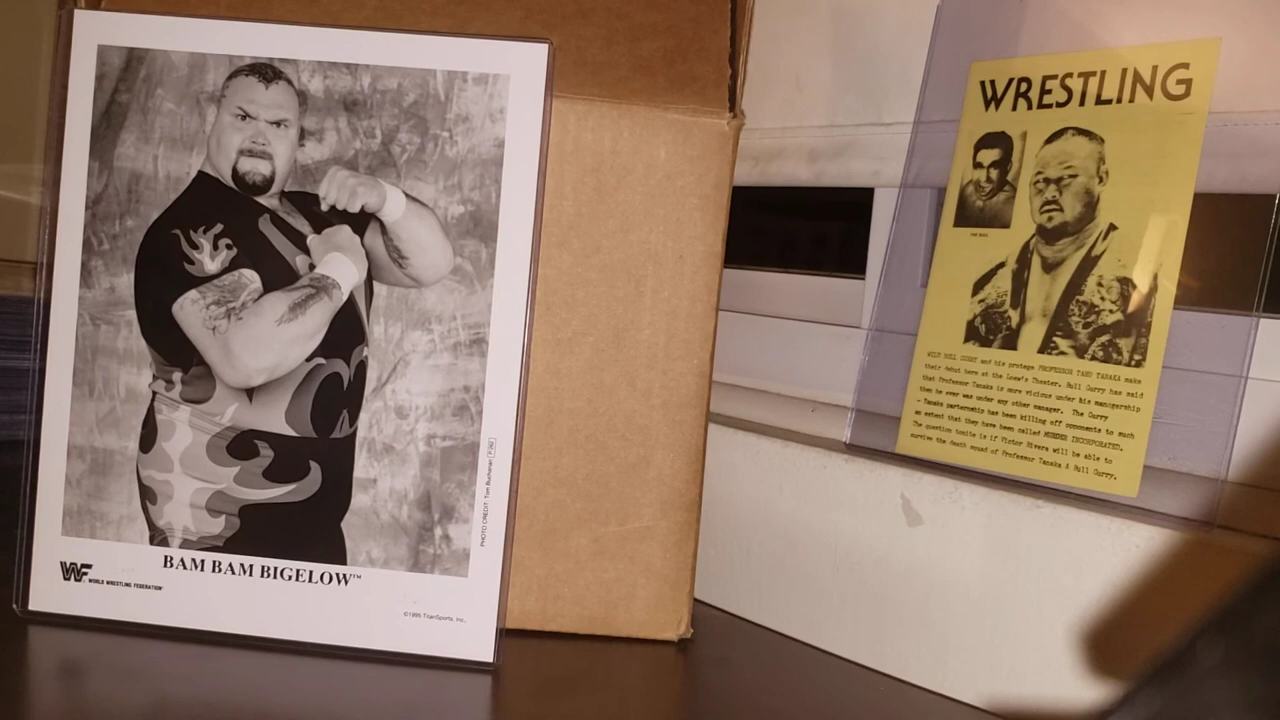 BAM BAM BIGELOW™
WF
WORLD WRESTLING FEDERATION®
©1995 TitanSports, Inc.
PHOTO CREDIT: Tom Buchanan
WRESTLING
WILD BULL CURRY and his protege PROFESSOR TARO TANAKA make
their debut here at the Loew's Theater. Bull Curry has said
that Professor Tanaka is more vicious under his managership
then he ever was under any other manager. The Curry
- Tanaka parternship has been killing off opponents to such
an extent that they have been called MURDER INCORPORATED.
The question tonite is if Victor Rivera will be able to
survive the death squad of Professor Tanaka & Bull Curry.